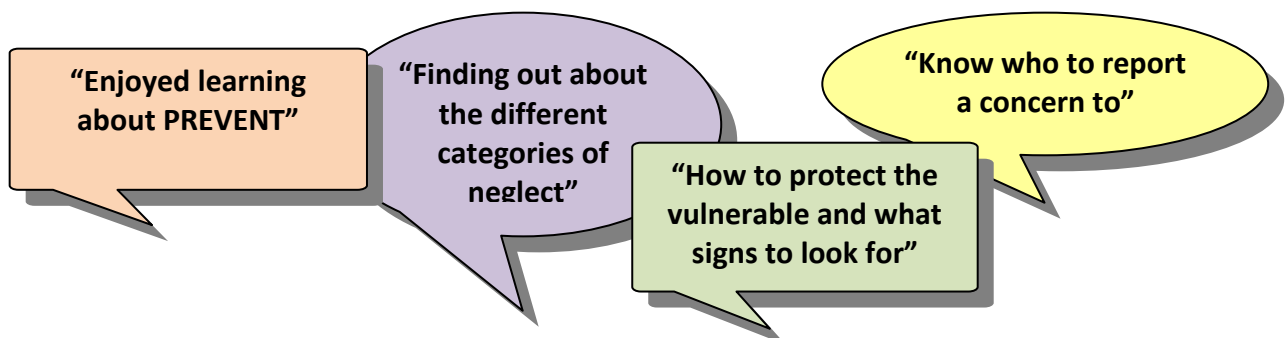 “Enjoyed learning
about PREVENT”
“Finding out about
the different
categories of
neglect”
“How to protect the
vulnerable and what
signs to look for”
“Know who to report
a concern to”